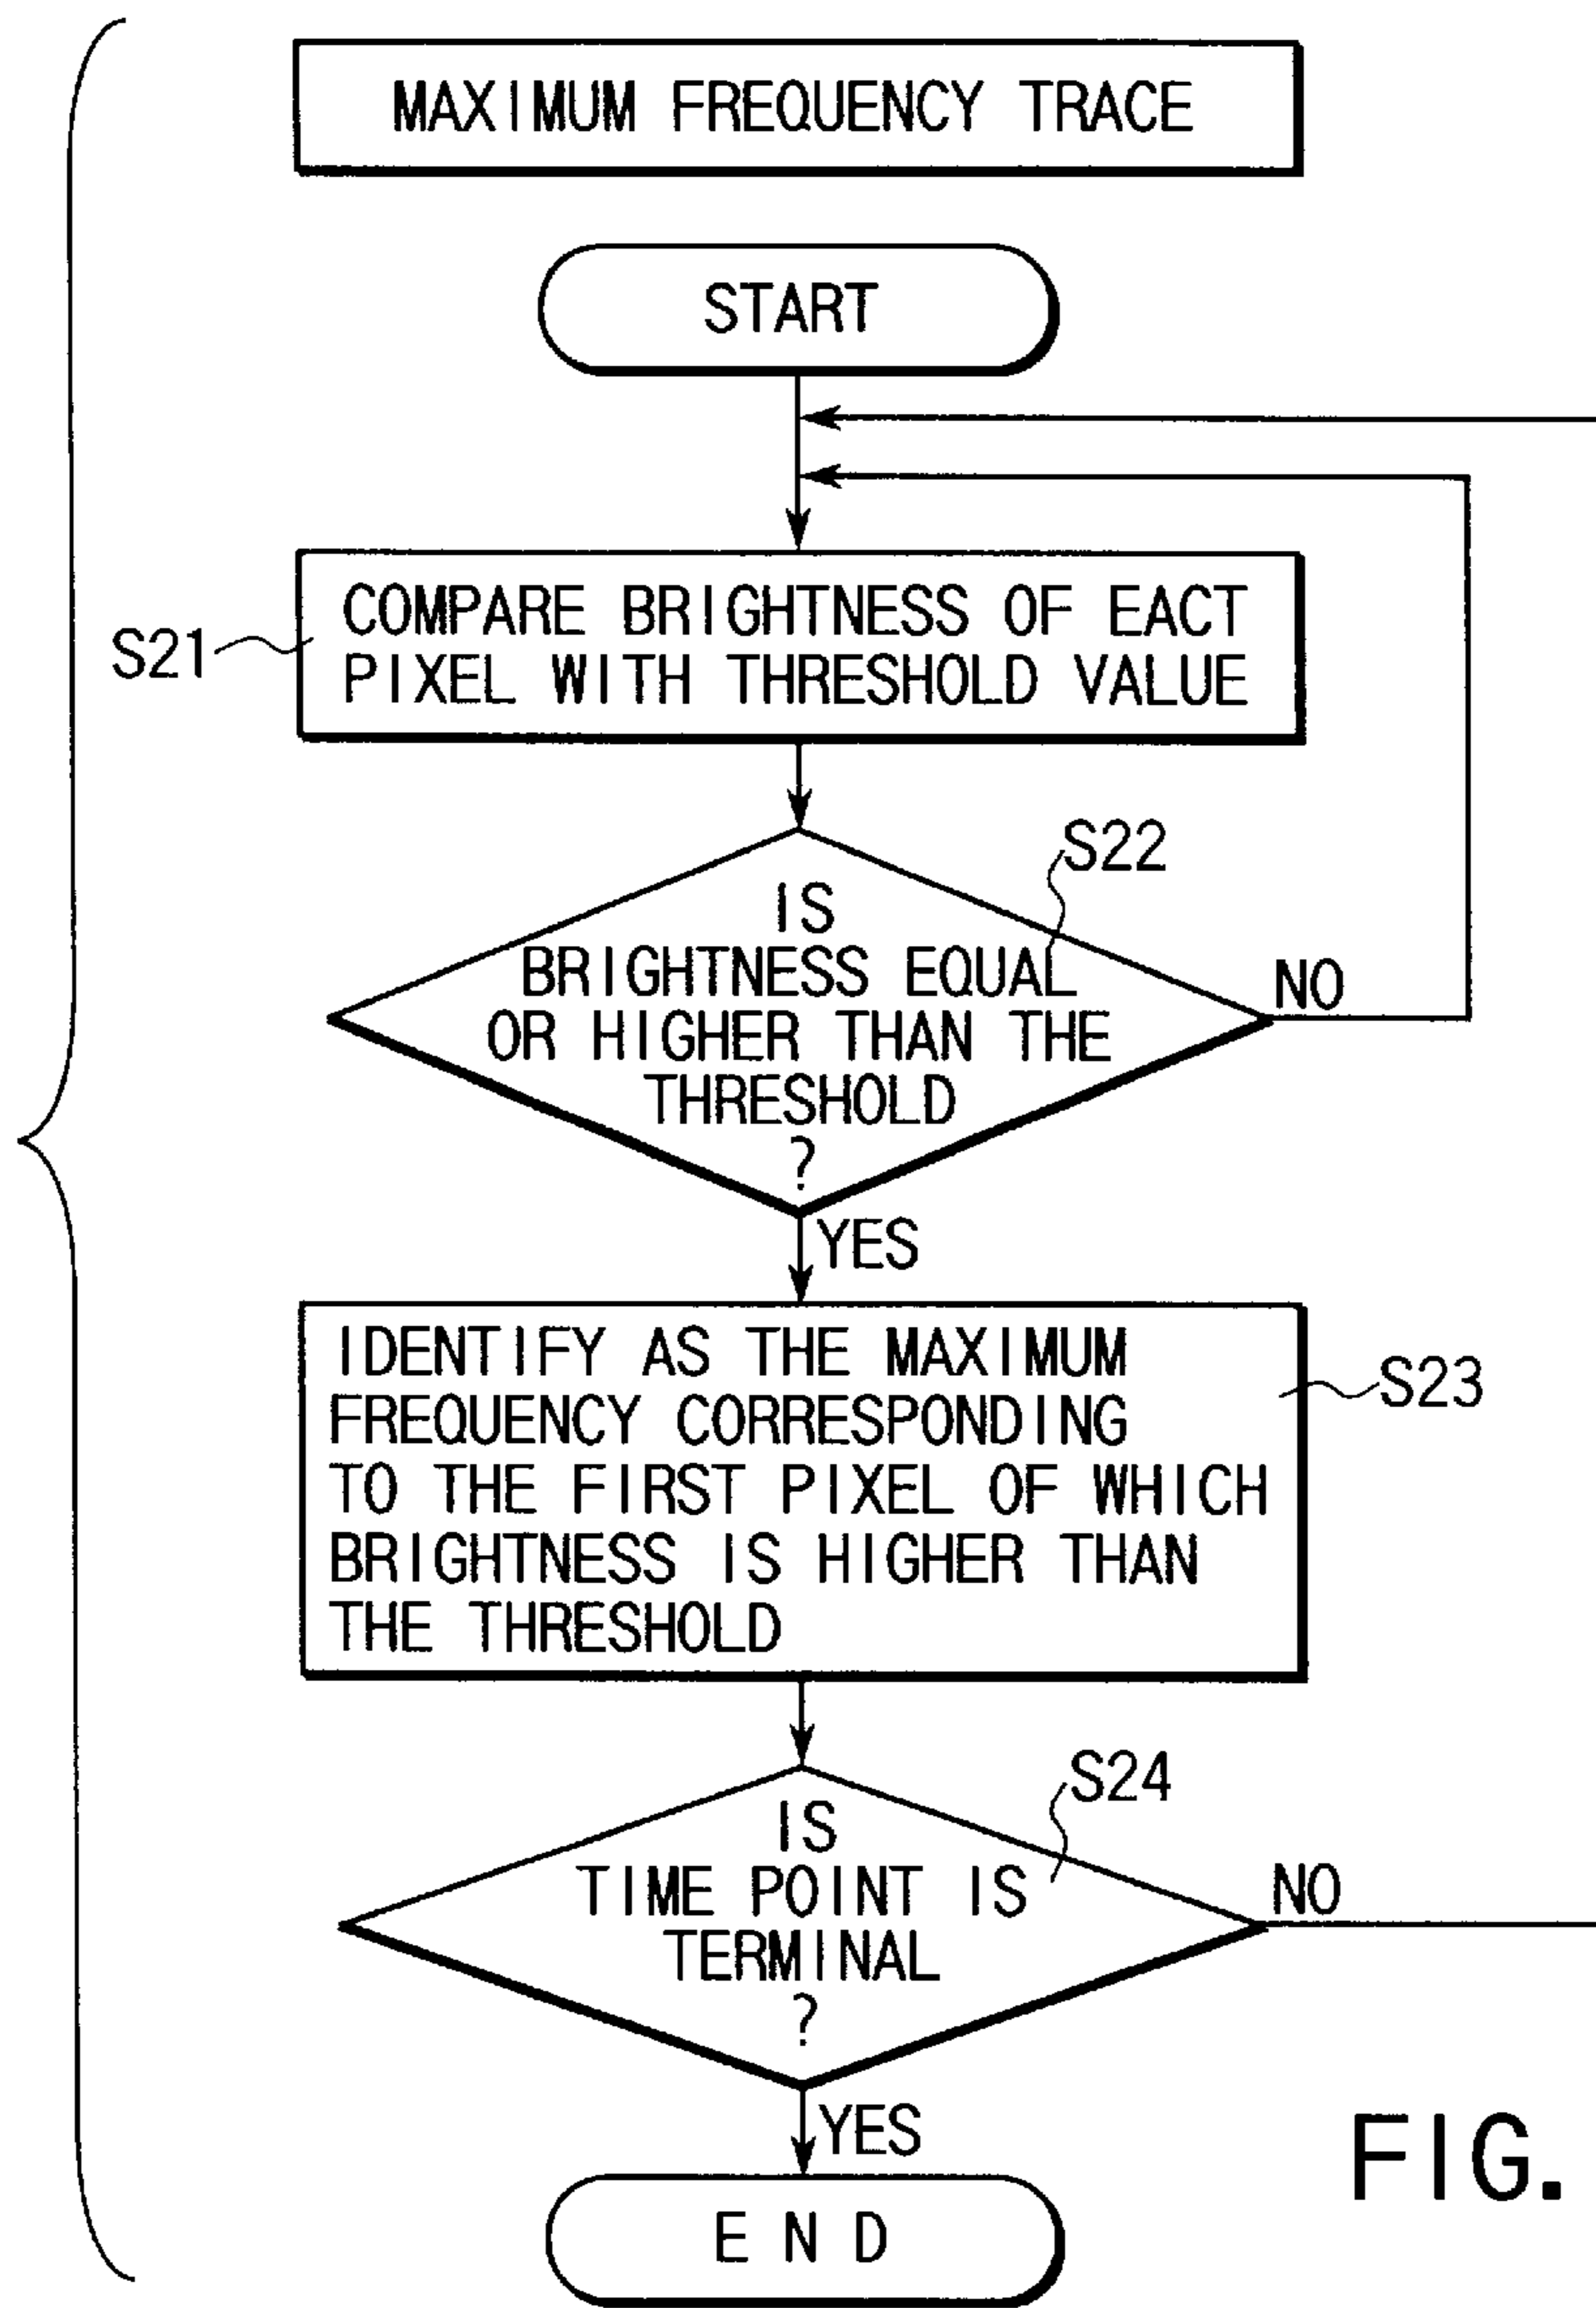 MAXIMUM FREQUENCY TRACE
START
S21
COMPARE BRIGHTNESS OF EACT
PIXEL WITH THRESHOLD VALUE
S22
IS
BRIGHTNESS EQUAL
OR HIGHER THAN THE
THRESHOLD
?
NO
YES
IDENTIFY AS THE MAXIMUM
FREQUENCY CORRESPONDING
TO THE FIRST PIXEL OF WHICH
BRIGHTNESS IS HIGHER THAN
THE THRESHOLD
S23
S24
IS
TIME POINT IS
TERMINAL
?
NO
YES
END
FIG.